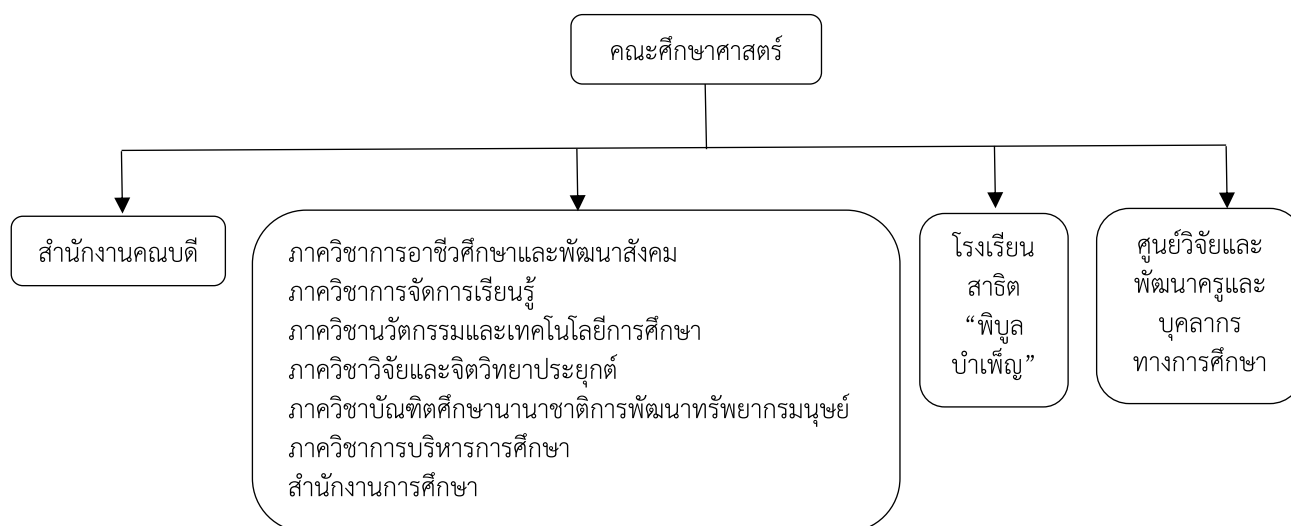 คณะศึกษาศาสตร์
สำนักงานคณบดี
ภาควิชาการอาชีวศึกษาและพัฒนาสังคม
ภาควิชาการจัดการเรียนรู้
ภาควิชานวัตกรรมและเทคโนโลยีการศึกษา
ภาควิชาวิจัยและจิตวิทยาประยุกต์
ภาควิชาบัณฑิตศึกษานานาชาติการพัฒนาทรัพยากรมนุษย์
ภาควิชาการบริหารการศึกษา
สำนักงานการศึกษา
โรงเรียน
สาธิต
“พิบูล
บำเพ็ญ”
ศูนย์วิจัยและ
พัฒนาครูและ
บุคลากร
ทางการศึกษา